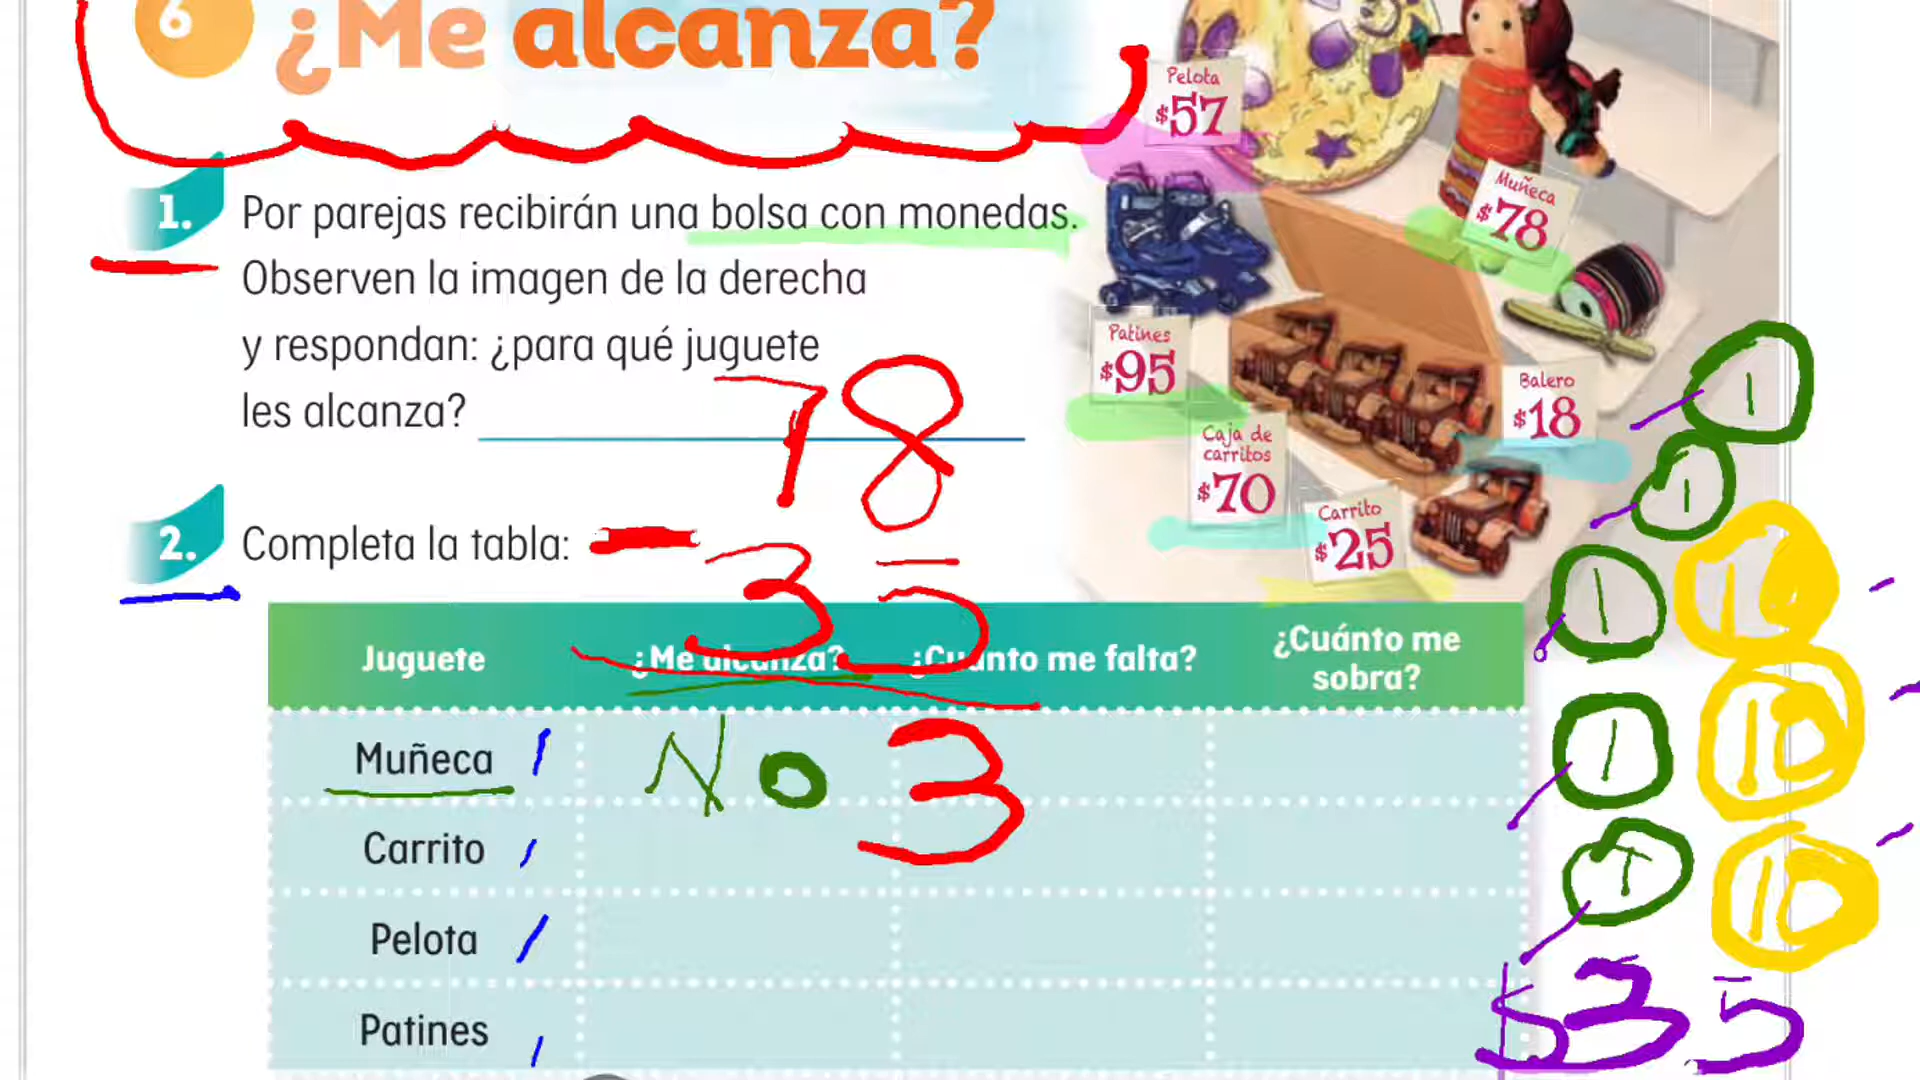 6 ¿Me alcanza?
1. Por parejas recibirán una bolsa con monedas.
Observen la imagen de la derecha
y respondan: ¿para qué juguete
les alcanza?
Pelota
$57
Muñeca
$78
Patines
$95
Balero
$18
Caja de
carritos
$70
Carrito
$25
2. Completa la tabla:
78
- 35
3
Juguete
¿Me alcanza?
¿Cuánto me falta?
¿Cuánto me
sobra?
Muñeca
No
Carrito
Pelota
Patines
1
1
1
10
1
10
1
10
$35